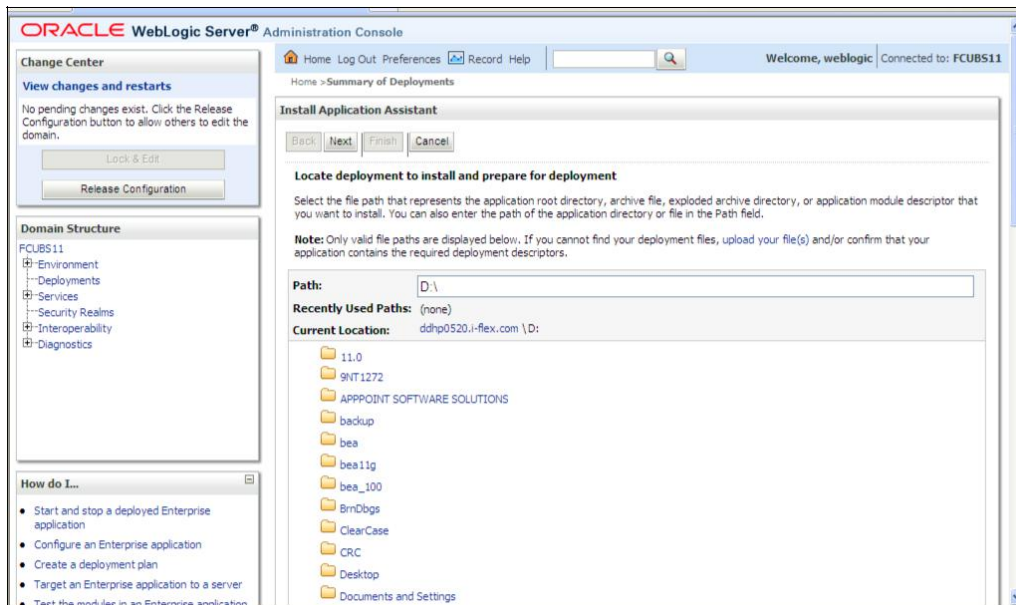 ORACLE WebLogic Server® Administration Console
Change Center
View changes and restarts
No pending changes exist. Click the Release
Configuration button to allow others to edit the
domain.
Lock & Edit
Release Configuration
Domain Structure
FCUBS11
Environment
Deployments
Services
Security Realms
Interoperability
Diagnostics
How do I...
Start and stop a deployed Enterprise
application
Configure an Enterprise application
Create a deployment plan
Target an Enterprise application to a server
Test the modules in an Enterprise application
Home Log Out Preferences Record Help
Welcome, weblogic Connected to: FCUBS11
Home >Summary of Deployments
Install Application Assistant
Back Next Finish Cancel
Locate deployment to install and prepare for deployment
Select the file path that represents the application root directory, archive file, exploded archive directory, or application module descriptor that
you want to install. You can also enter the path of the application directory or file in the Path field.
Note: Only valid file paths are displayed below. If you cannot find your deployment files, upload your file(s) and/or confirm that your
application contains the required deployment descriptors.
Path: D:\
Recently Used Paths: (none)
Current Location: ddhp0520.i-flex.com \D:
11.0
9NT1272
APPPOINT SOFTWARE SOLUTIONS
backup
bea
bea11g
bea_100
BrnDbgs
ClearCase
CRC
Desktop
Documents and Settings